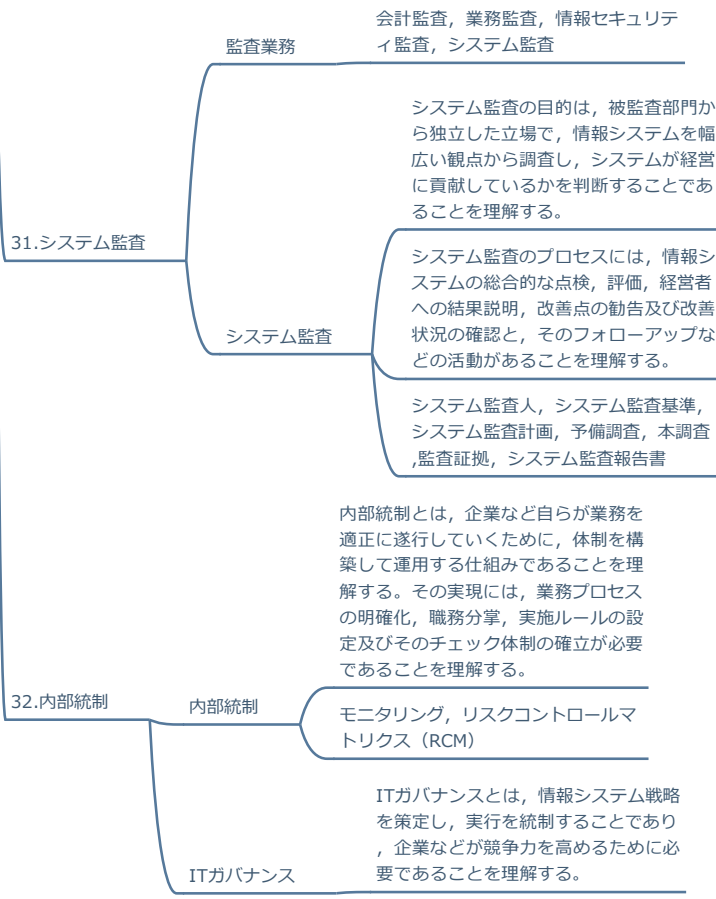 監査業務
会計監査，業務監査，情報セキュリテ
ィ監査，システム監査
31.システム監査
システム監査
システム監査の目的は，被監査部門か
ら独立した立場で，情報システムを幅
広い観点から調査し，システムが経営
に貢献しているかを判断することであ
ることを理解する。
システム監査のプロセスには，情報シ
ステムの総合的な点検，評価，経営者
への結果説明，改善点の勧告及び改善
状況の確認と，そのフォローアップな
どの活動があることを理解する。
システム監査人，システム監査基準，
システム監査計画，予備調査，本調査
,監査証拠，システム監査報告書
32.内部統制
内部統制
内部統制とは，企業など自らが業務を
適正に遂行していくために，体制を構
築して運用する仕組みであることを理
解する。その実現には，業務プロセス
の明確化，職務分掌，実施ルールの設
定及びそのチェック体制の確立が必要
であることを理解する。
モニタリング，リスクコントロールマ
トリクス（RCM）
ITガバナンス
ITガバナンスとは，情報システム戦略
を策定し，実行を統制することであり
，企業などが競争力を高めるために必
要であることを理解する。